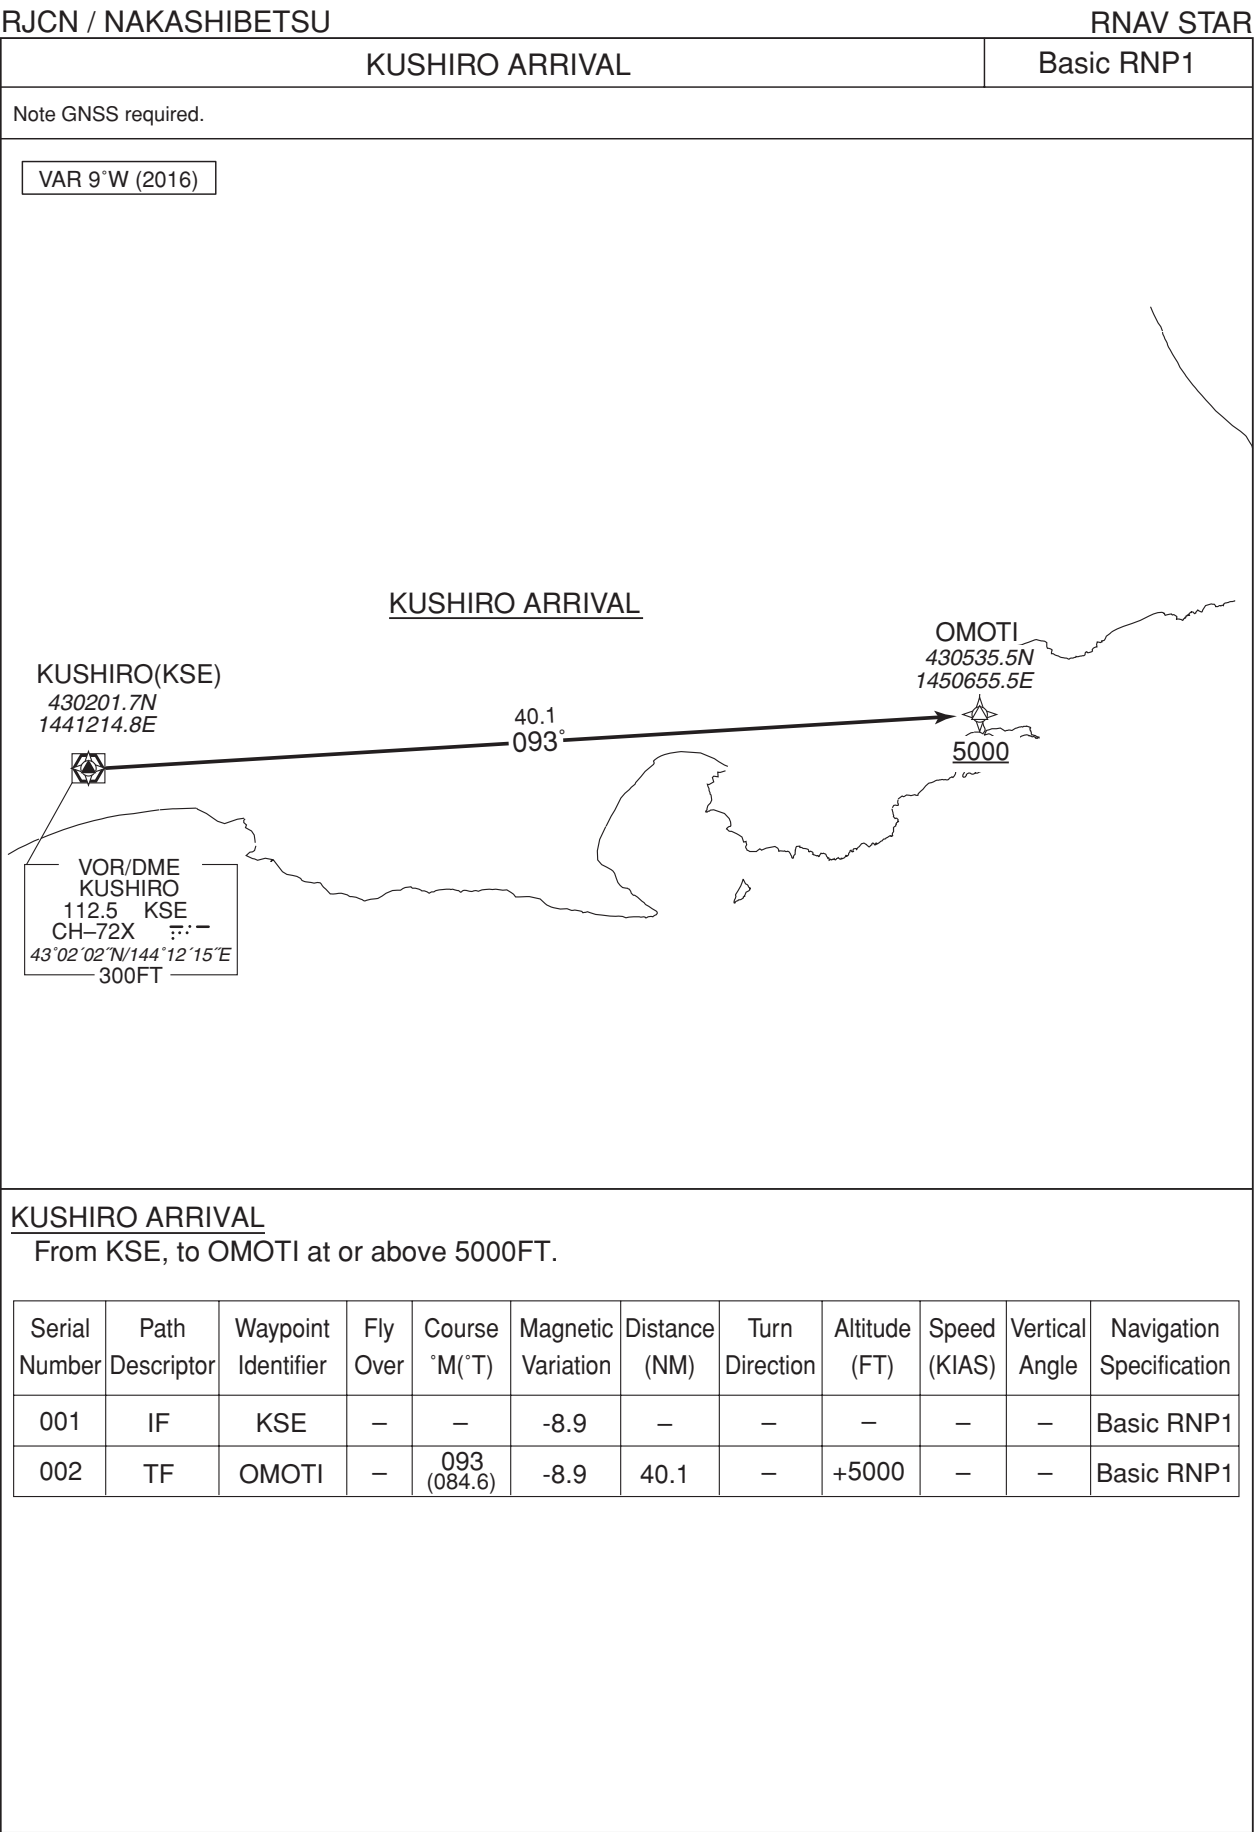 RJCN / NAKASHIBETSU
RNAV STAR
KUSHIRO ARRIVAL
Basic RNP1
Note GNSS required.
VAR 9˚W (2016)
KUSHIRO ARRIVAL
OMOTI
430535.5N
1450655.5E
KUSHIRO(KSE)
430201.7N
1441214.8E
40.1
093˚
5000
VOR/DME
KUSHIRO
112.5 KSE
CH–72X
43˚02´02˝N/144˚12´15˝E
300FT
KUSHIRO ARRIVAL
From KSE, to OMOTI at or above 5000FT.
Serial Number Path Descriptor Waypoint Identifier Fly Over Course ˚M(˚T) Magnetic Variation Distance (NM) Turn Direction Altitude (FT) Speed (KIAS) Vertical Angle Navigation Specification
001 IF KSE – – -8.9 – – – – – Basic RNP1
002 TF OMOTI – 093 (084.6) -8.9 40.1 – +5000 – – Basic RNP1